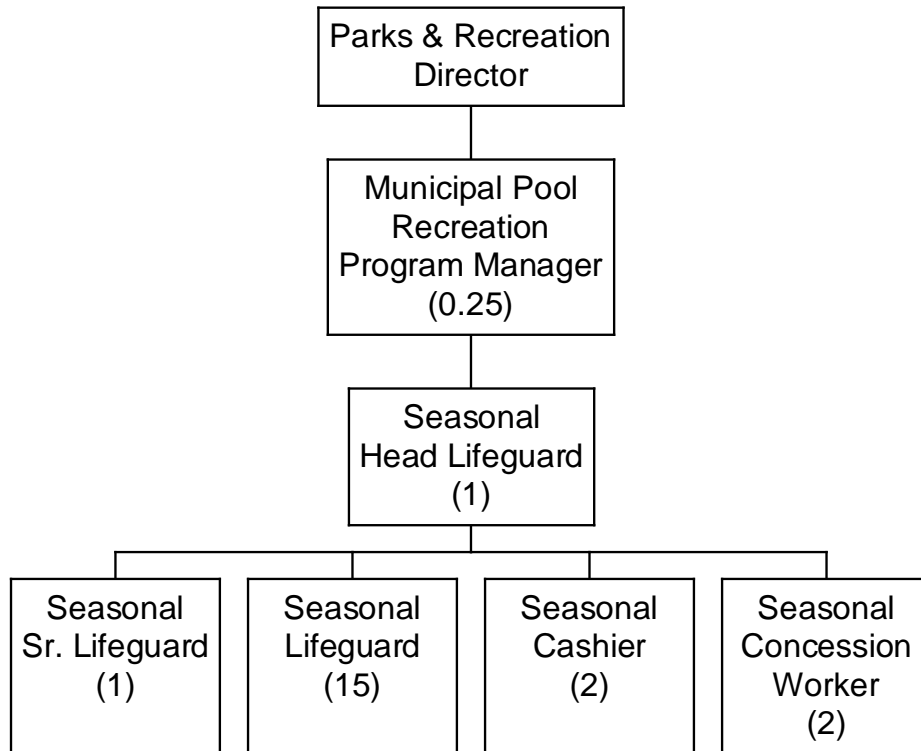 Parks & Recreation
Director
Municipal Pool
Recreation
Program Manager
(0.25)
Seasonal
Head Lifeguard
(1)
Seasonal
Sr. Lifeguard
(1)
Seasonal
Lifeguard
(15)
Seasonal
Cashier
(2)
Seasonal
Concession
Worker
(2)